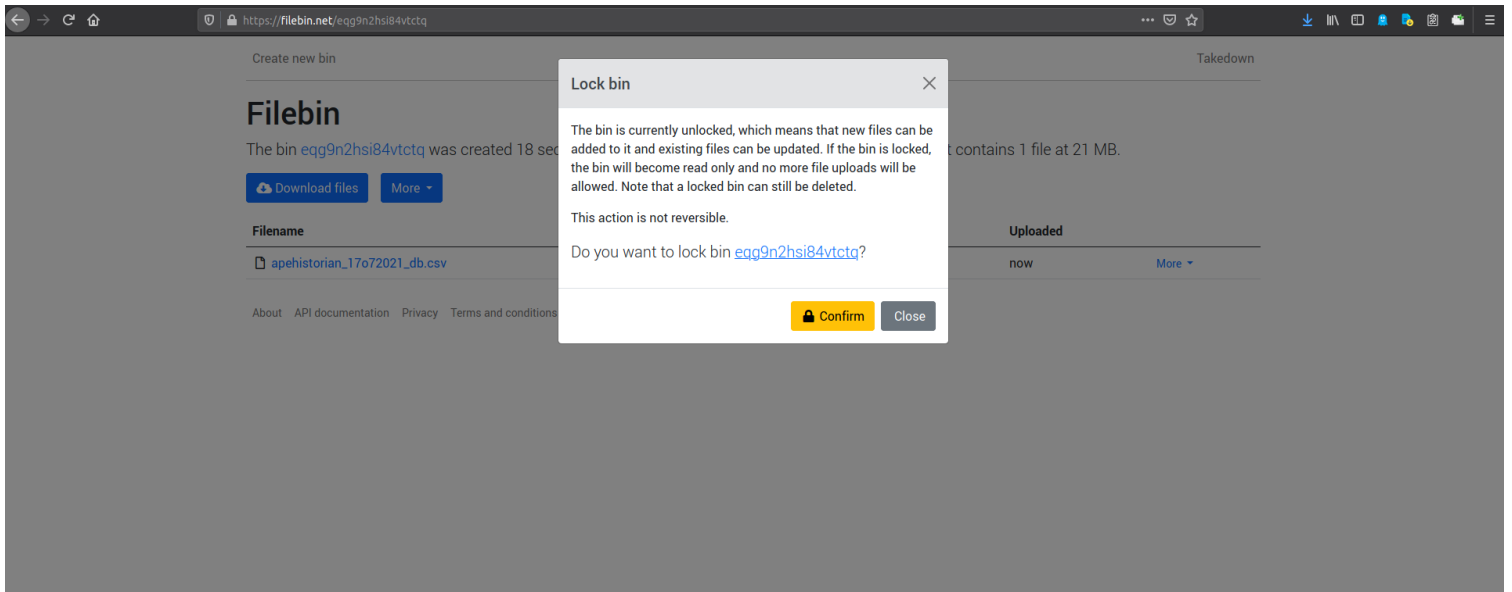 https://filebin.net/eqg9n2hsi84vtctq
Create new bin
Takedown
Filebin
The bin eqg9n2hsi84vtctq was created 18 sec
t contains 1 file at 21 MB.
Download files
More
Filename
Uploaded
apehistorian_17o72021_db.csv
now
More
About API documentation Privacy Terms and conditions
Lock bin
The bin is currently unlocked, which means that new files can be
added to it and existing files can be updated. If the bin is locked,
the bin will become read only and no more file uploads will be
allowed. Note that a locked bin can still be deleted.
This action is not reversible.
Do you want to lock bin eqg9n2hsi84vtctq?
Confirm
Close